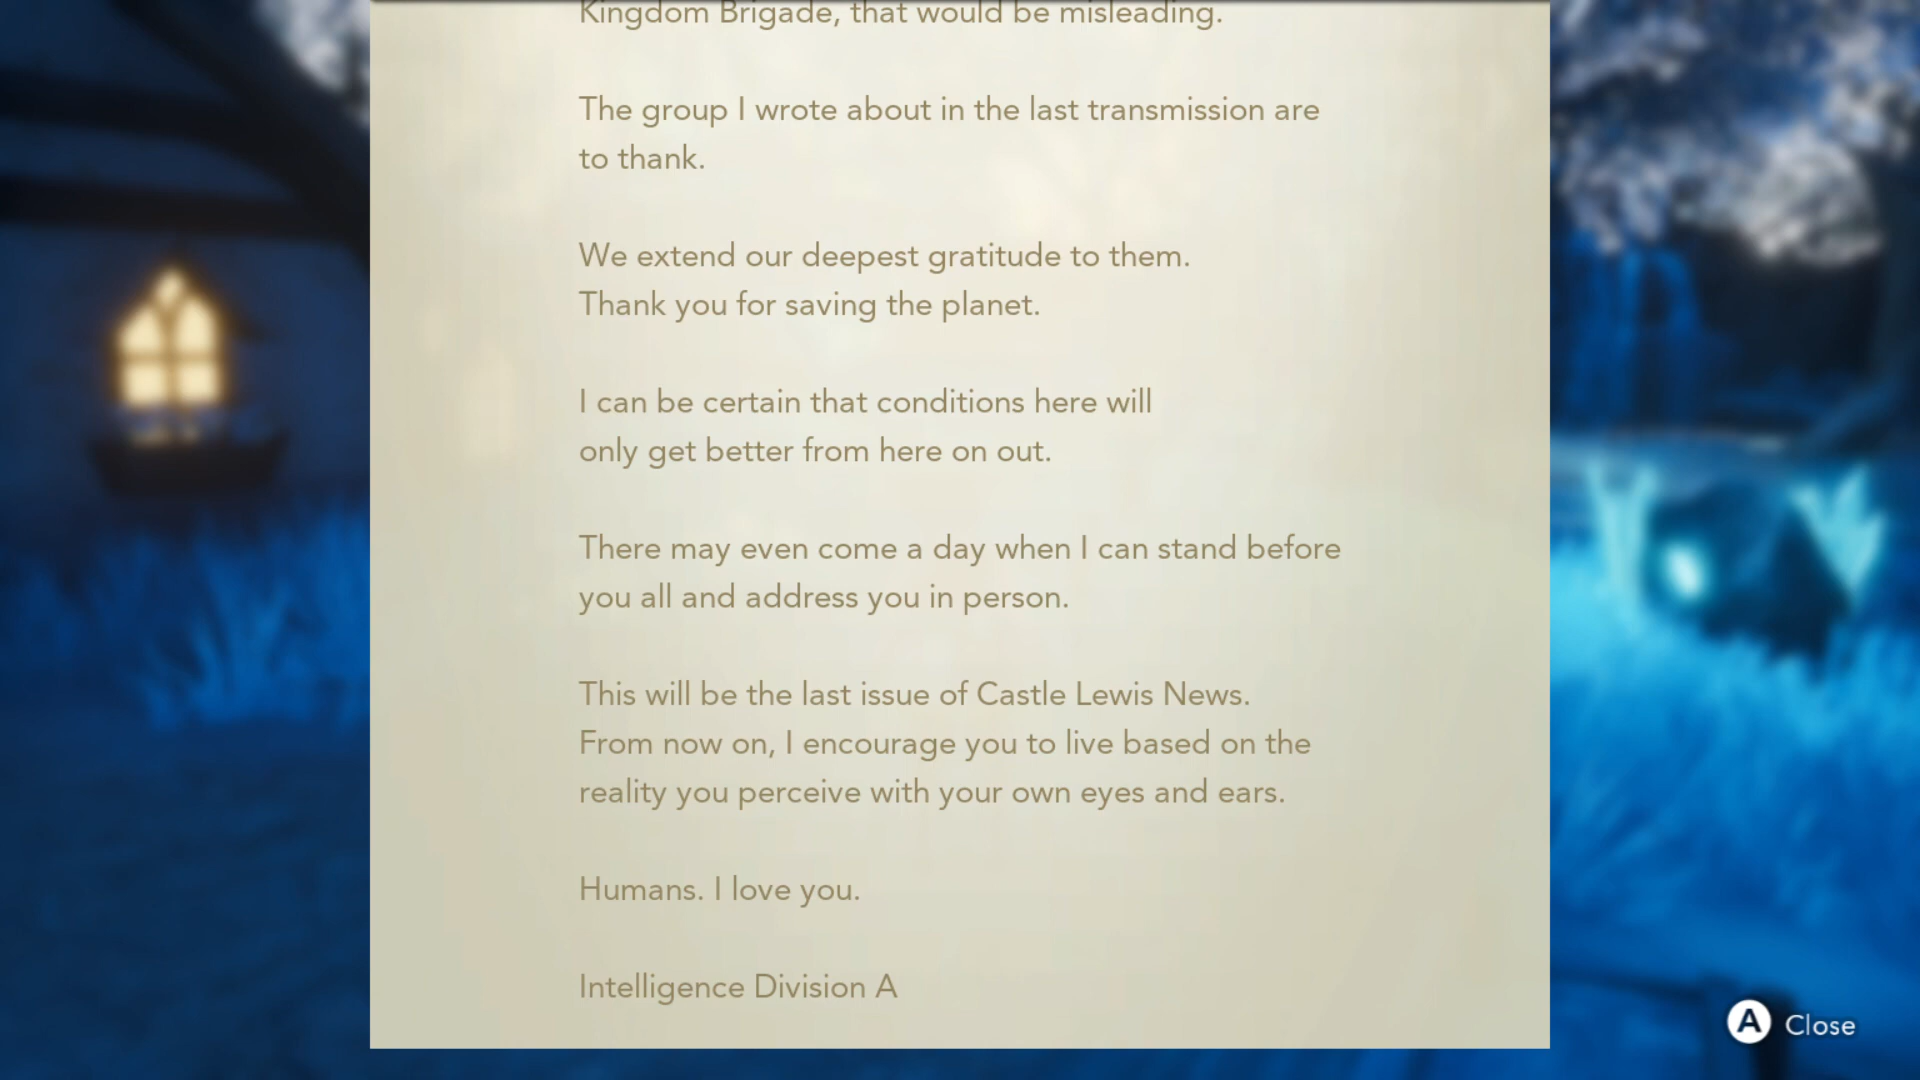 Kingdom Brigade, that would be misleading.
The group I wrote about in the last transmission are
to thank.
We extend our deepest gratitude to them.
Thank you for saving the planet.
I can be certain that conditions here will
only get better from here on out.
There may even come a day when I can stand before
you all and address you in person.
This will be the last issue of Castle Lewis News.
From now on, I encourage you to live based on the
reality you perceive with your own eyes and ears.
Humans. I love you.
Intelligence Division A
A Close